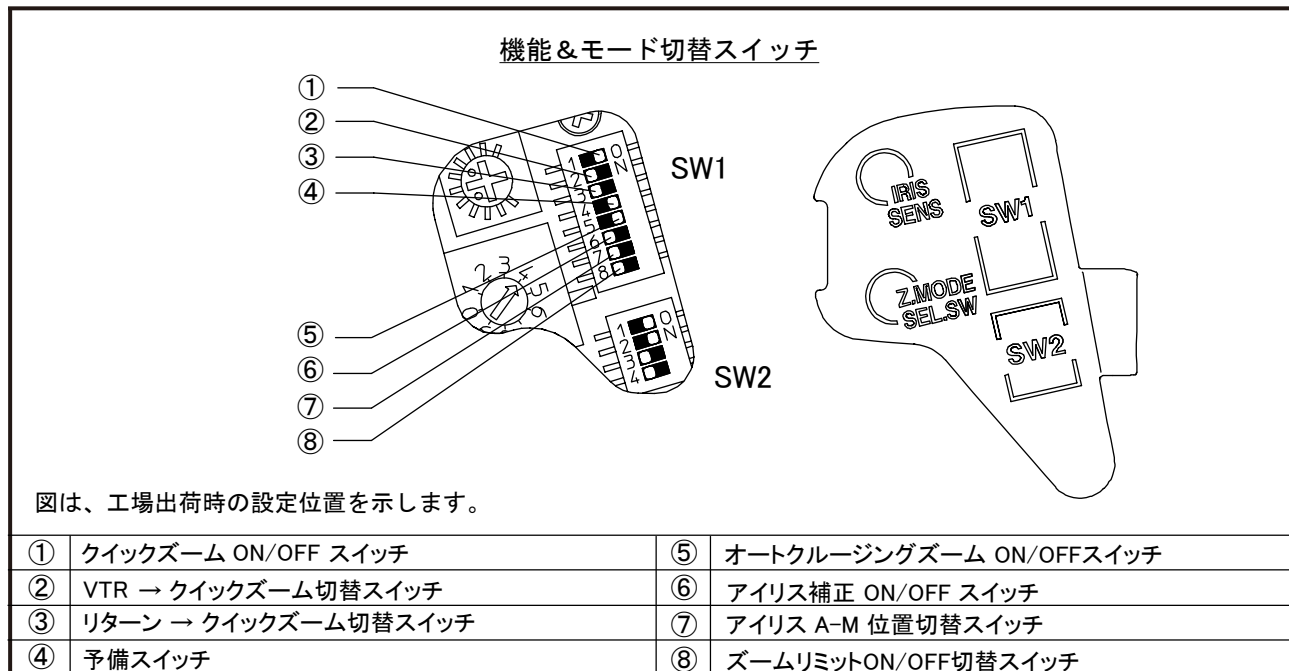 機能&モード切替スイッチ
①
②
③
④
⑤
⑥
⑦
⑧
1 O
2 N
3
4
5
6
7
8
SW1
2 3 4 5 6
0
1 O
2 N
3
4
SW2
IRIS
SENS
SW1
Z.MODE
SEL.SW
SW2
図は、工場出荷時の設定位置を示します。
① クイックズーム ON/OFF スイッチ ⑤ オートクルージングズーム ON/OFFスイッチ
② VTR → クイックズーム切替スイッチ ⑥ アイリス補正 ON/OFF スイッチ
③ リターン → クイックズーム切替スイッチ ⑦ アイリス A-M 位置切替スイッチ
④ 予備スイッチ ⑧ ズームリミットON/OFF切替スイッチ